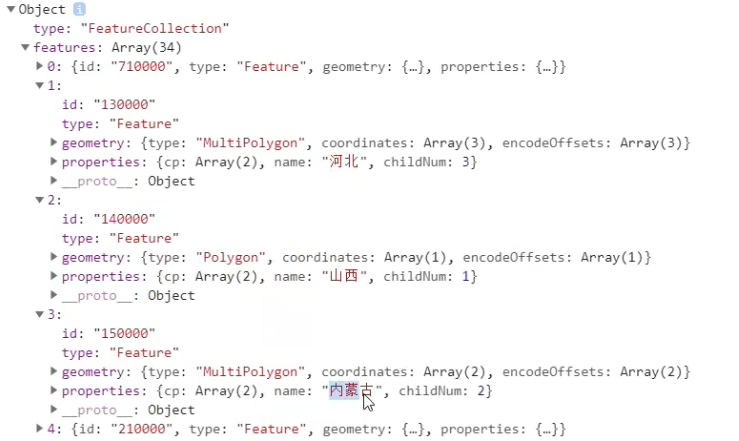 Object i
type: "FeatureCollection"
features: Array(34)
0: {id: "710000", type: "Feature", geometry: {…}, properties: {…}}
1:
id: "130000"
type: "Feature"
geometry: {type: "MultiPolygon", coordinates: Array(3), encodeOffsets: Array(3)}
properties: {cp: Array(2), name: "河北", childNum: 3}
__proto__: Object
2:
id: "140000"
type: "Feature"
geometry: {type: "Polygon", coordinates: Array(1), encodeOffsets: Array(1)}
properties: {cp: Array(2), name: "山西", childNum: 1}
__proto__: Object
3:
id: "150000"
type: "Feature"
geometry: {type: "MultiPolygon", coordinates: Array(2), encodeOffsets: Array(2)}
properties: {cp: Array(2), name: "内蒙古", childNum: 2}
__proto__: Object
4: {id: "210000", type: "Feature", geometry: {…}, properties: {…}}